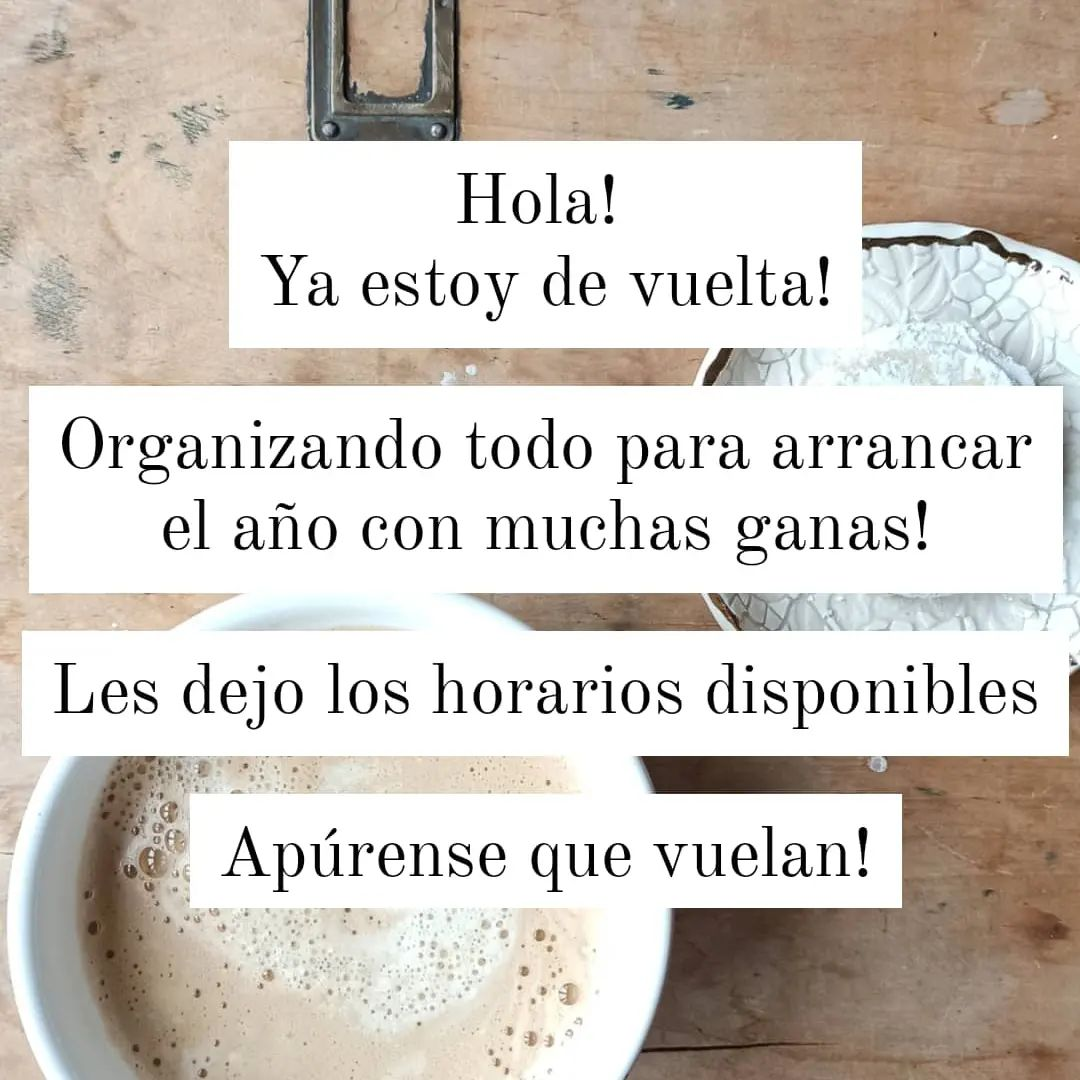 Hola!
Ya estoy de vuelta!
Organizando todo para arrancar
el año con muchas ganas!
Les dejo los horarios disponibles
Apúrense que vuelan!